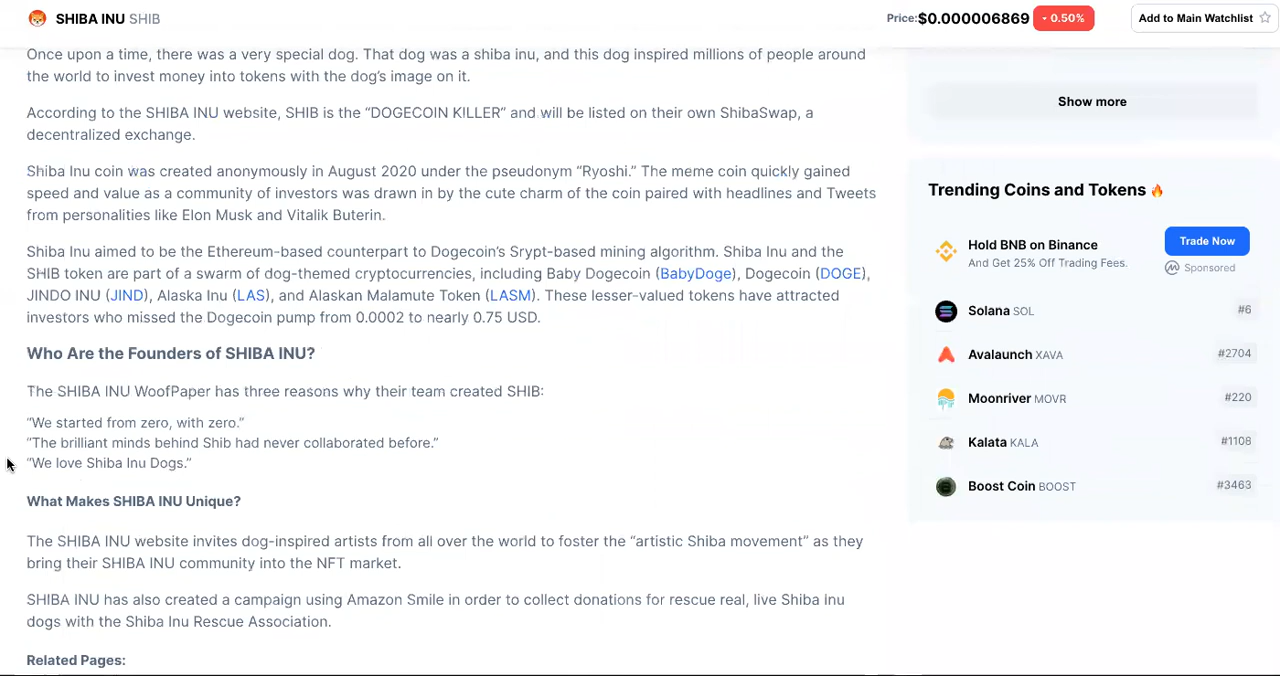 SHIBA INU SHIB
Price:$0.000006869 0.50% Add to Main Watchlist
Once upon a time, there was a very special dog. That dog was a shiba inu, and this dog inspired millions of people around
the world to invest money into tokens with the dog’s image on it.
According to the SHIBA INU website, SHIB is the “DOGECOIN KILLER” and will be listed on their own ShibaSwap, a
decentralized exchange.
Shiba Inu coin was created anonymously in August 2020 under the pseudonym “Ryoshi.” The meme coin quickly gained
speed and value as a community of investors was drawn in by the cute charm of the coin paired with headlines and Tweets
from personalities like Elon Musk and Vitalik Buterin.
Shiba Inu aimed to be the Ethereum-based counterpart to Dogecoin’s Srypt-based mining algorithm. Shiba Inu and the
SHIB token are part of a swarm of dog-themed cryptocurrencies, including Baby Dogecoin (BabyDoge), Dogecoin (DOGE),
JINDO INU (JIND), Alaska Inu (LAS), and Alaskan Malamute Token (LASM). These lesser-valued tokens have attracted
investors who missed the Dogecoin pump from 0.0002 to nearly 0.75 USD.
Who Are the Founders of SHIBA INU?
The SHIBA INU WoofPaper has three reasons why their team created SHIB:
“We started from zero, with zero.”
“The brilliant minds behind Shib had never collaborated before.”
“We love Shiba Inu Dogs.”
What Makes SHIBA INU Unique?
The SHIBA INU website invites dog-inspired artists from all over the world to foster the “artistic Shiba movement” as they
bring their SHIBA INU community into the NFT market.
SHIBA INU has also created a campaign using Amazon Smile in order to collect donations for rescue real, live Shiba Inu
dogs with the Shiba Inu Rescue Association.
Related Pages:
Show more
Trending Coins and Tokens
Hold BNB on Binance
And Get 25% Off Trading Fees.
Trade Now
Sponsored
Solana SOL #6
Avalaunch XAVA #2704
Moonriver MOVR #220
Kalata KALA #1108
Boost Coin BOOST #3463